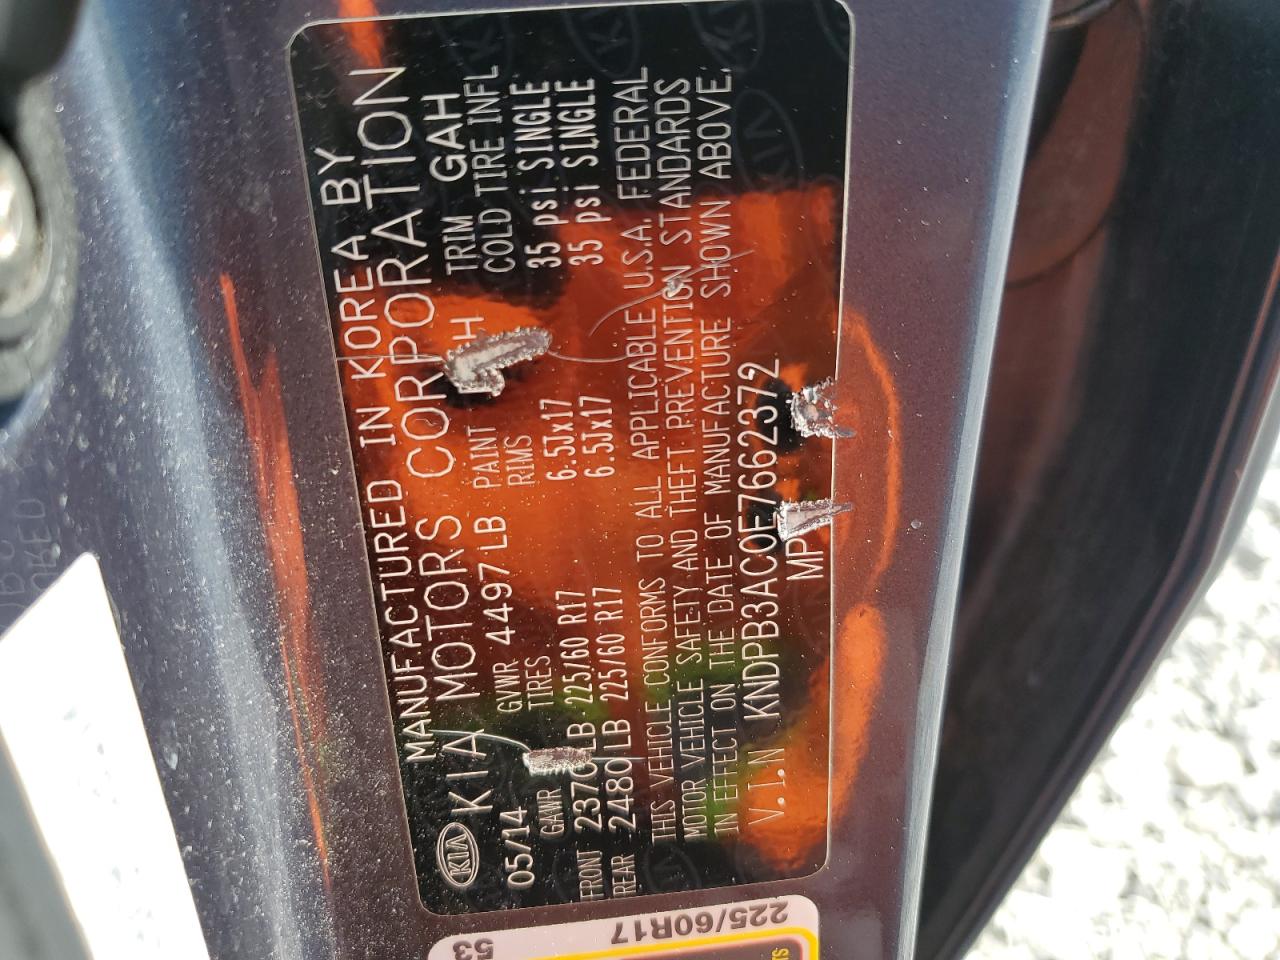 MANUFACTURED IN KOREA BY
KIA KIA MOTORS CORPORATION
05/14 GVWR 4497 LB PAINT TRIM GAH
GAWR TIRES RIMS COLD TIRE INFL
FRONT LB 225/60 R17 6.5Jx17 35 psi SINGLE
REAR 2480 LB 225/60 R17 6.5Jx17 35 psi SINGLE
THIS VEHICLE CONFORMS TO ALL APPLICABLE U.S.A. FEDERAL
MOTOR VEHICLE SAFETY AND THEFT PREVENTION STANDARDS
IN EFFECT ON THE DATE OF MANUFACTURE SHOWN ABOVE.
V.I.N KNDPB3AC0E7662372
225/60R17
53